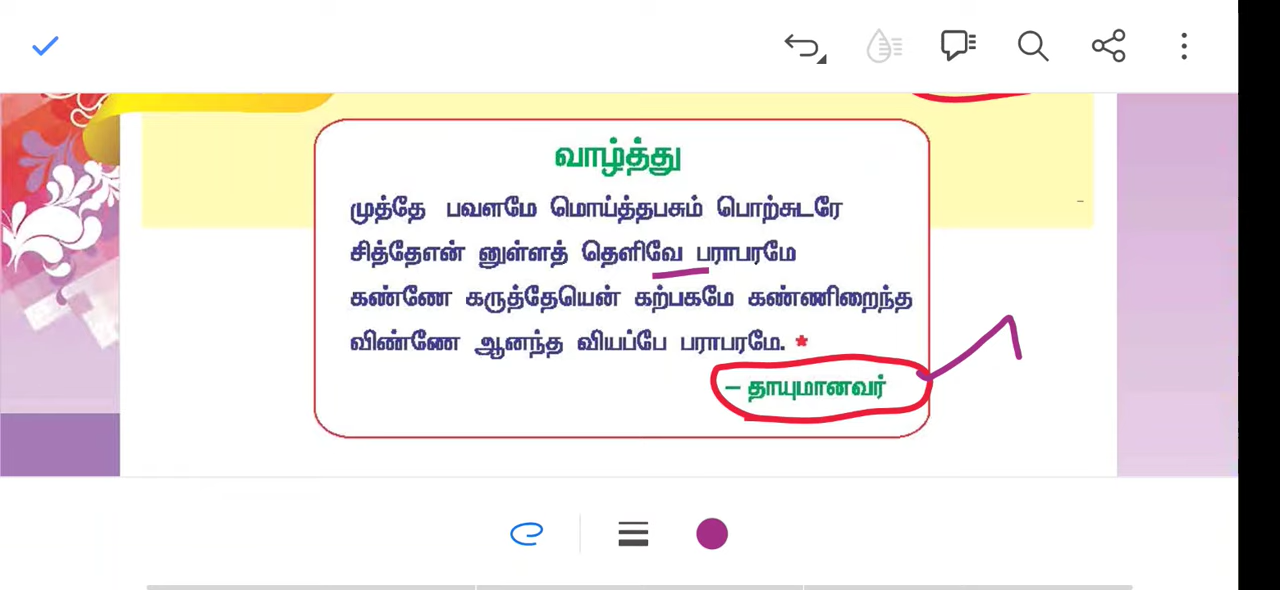 வாழ்த்து
முத்தே பவளமே மொய்த்தபசும் பொற்சுடரே
சித்தேஎன் னுள்ளத் தெளிவே பராபரமே
கண்ணே கருத்தேயென் கற்பகமே கண்ணிறைந்த
விண்ணே ஆனந்த வியப்பே பராபரமே. *
– தாயுமானவர்